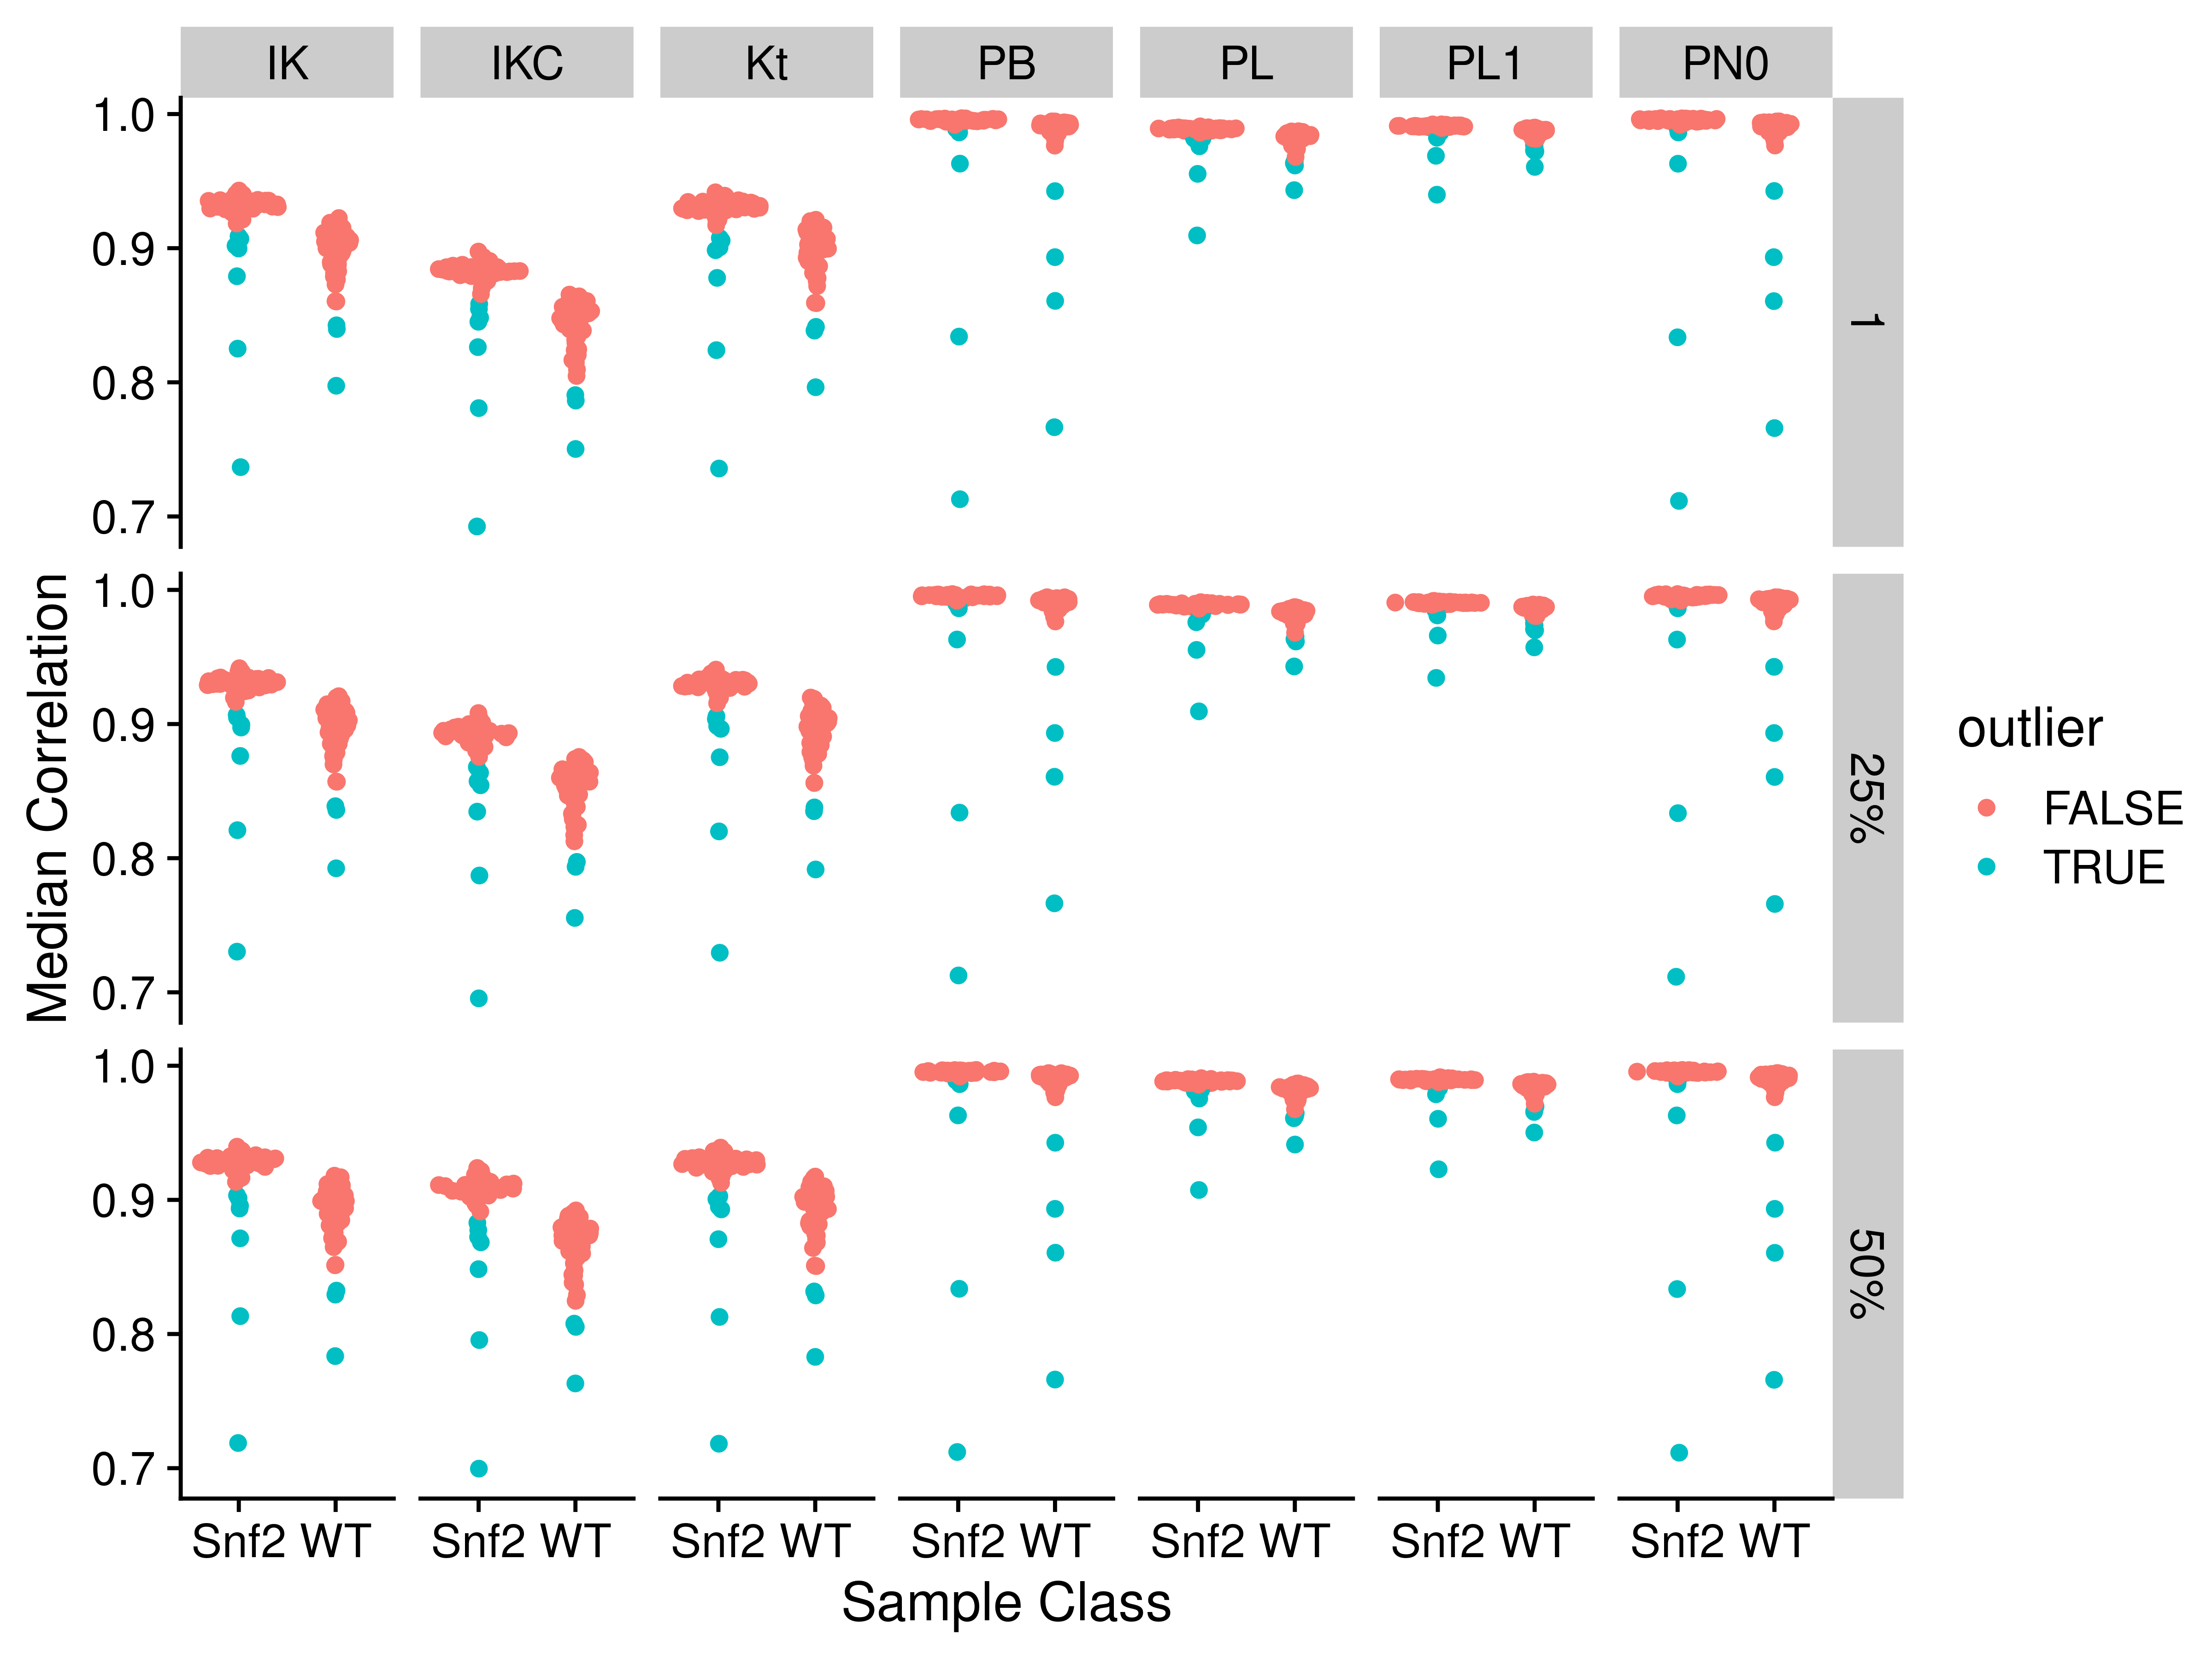 IK IKC Kt PB PL PL1 PN0
1.0
0.9
0.8
0.7
1
1.0
0.9
0.8
0.7
25%
1.0
0.9
0.8
0.7
50%
Median Correlation
Snf2 WT Snf2 WT Snf2 WT Snf2 WT Snf2 WT Snf2 WT Snf2 WT
Sample Class
outlier
FALSE
TRUE